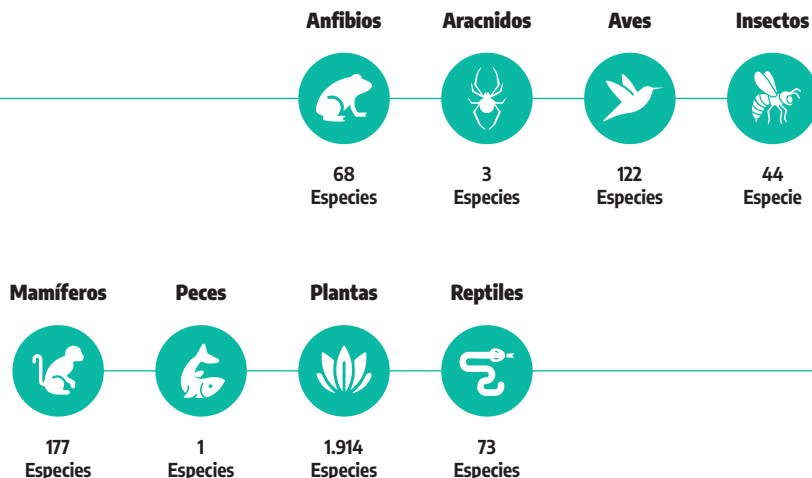 Anfibios Aracnidos Aves Insectos
68 3 122 44
Especies Especies Especies Especie
Mamíferos Peces Plantas Reptiles
177 1 1.914 73
Especies Especies Especies Especies